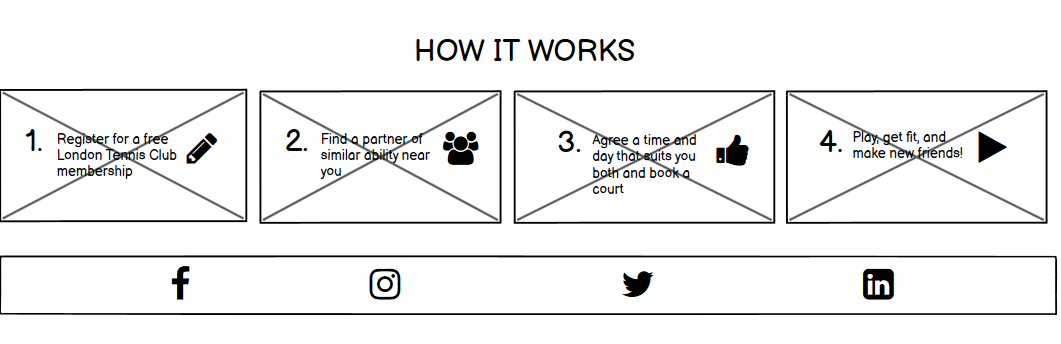 HOW IT WORKS
1.
Register for a free
London Tennis Club
membership
2.
Find a partner of
similar ability near
you
3.
Agree a time and
day that suits you
both and book a
court
4.
Play, get fit, and
make new friends!